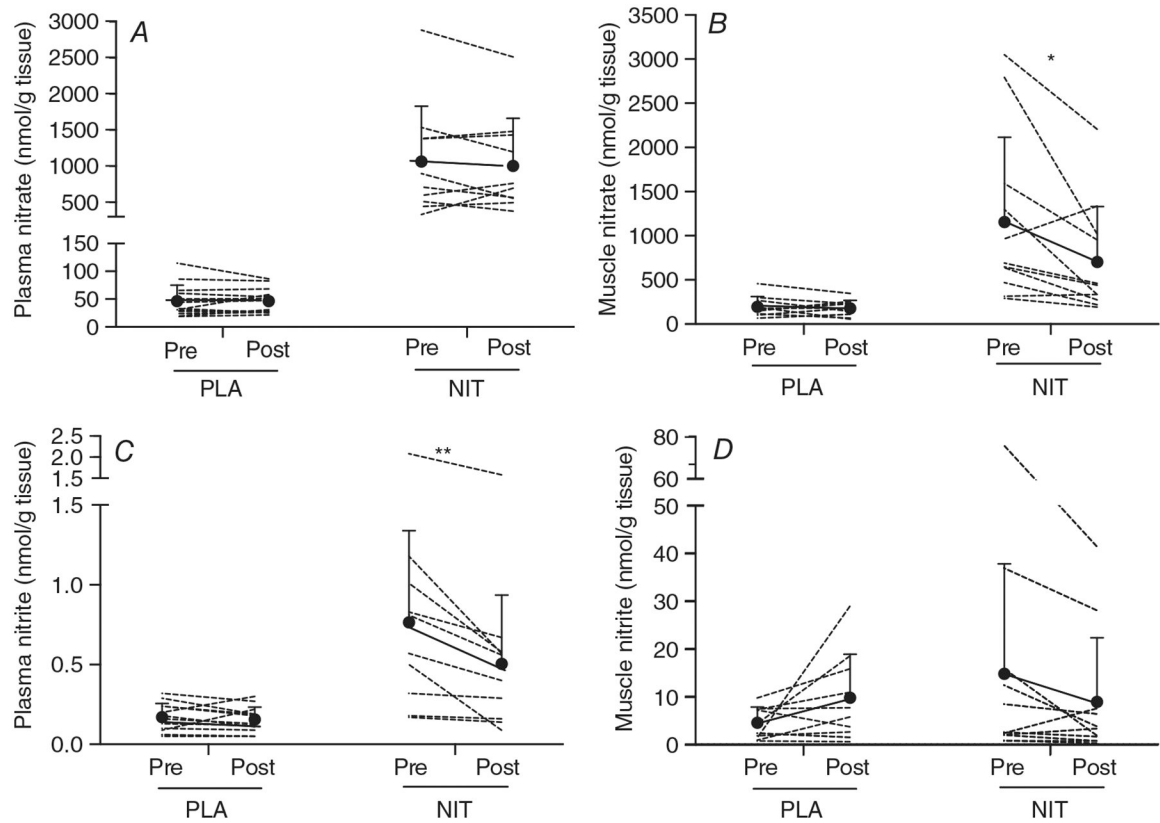 A
Plasma nitrate (nmol/g tissue)
3000
2500
2000
1500
1000
500
150
100
50
0
Pre Post Pre Post
PLA NIT
B
Muscle nitrate (nmol/g tissue)
3500
3000
2500
2000
1500
1000
500
0
*
Pre Post Pre Post
PLA NIT
C
Plasma nitrite (nmol/g tissue)
2.5
2.0
1.5
1.5
1.0
0.5
0.0
**
Pre Post Pre Post
PLA NIT
D
Muscle nitrite (nmol/g tissue)
80
60
50
40
30
20
10
0
Pre Post Pre Post
PLA NIT